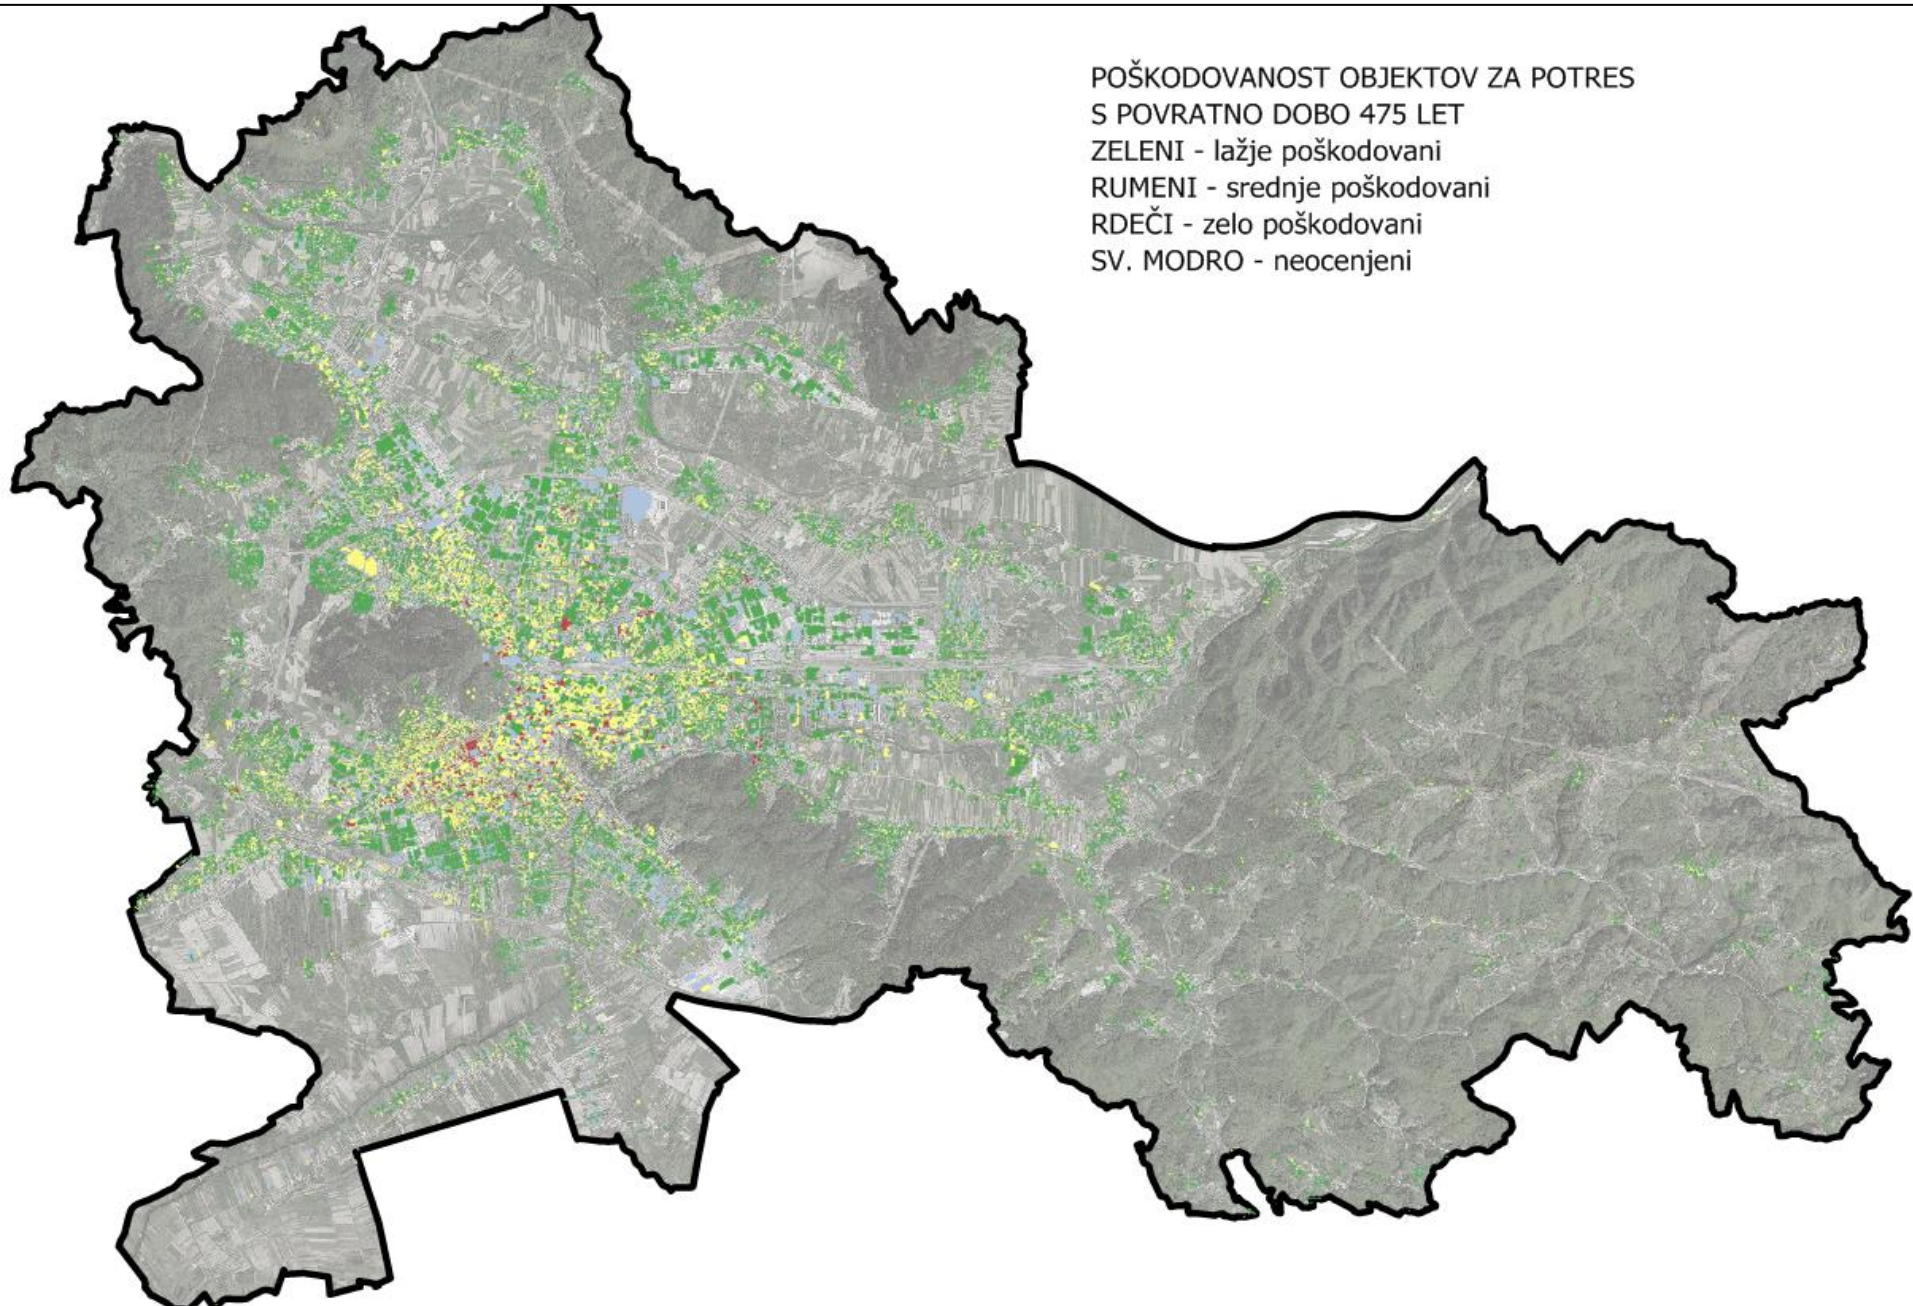 POŠKODOVANOST OBJEKTOV ZA POTRES
S POVRATNO DOBO 475 LET
ZELENI - lažje poškodovani
RUMENI - srednje poškodovani
RDEČI - zelo poškodovani
SV. MODRO - neocenjeni